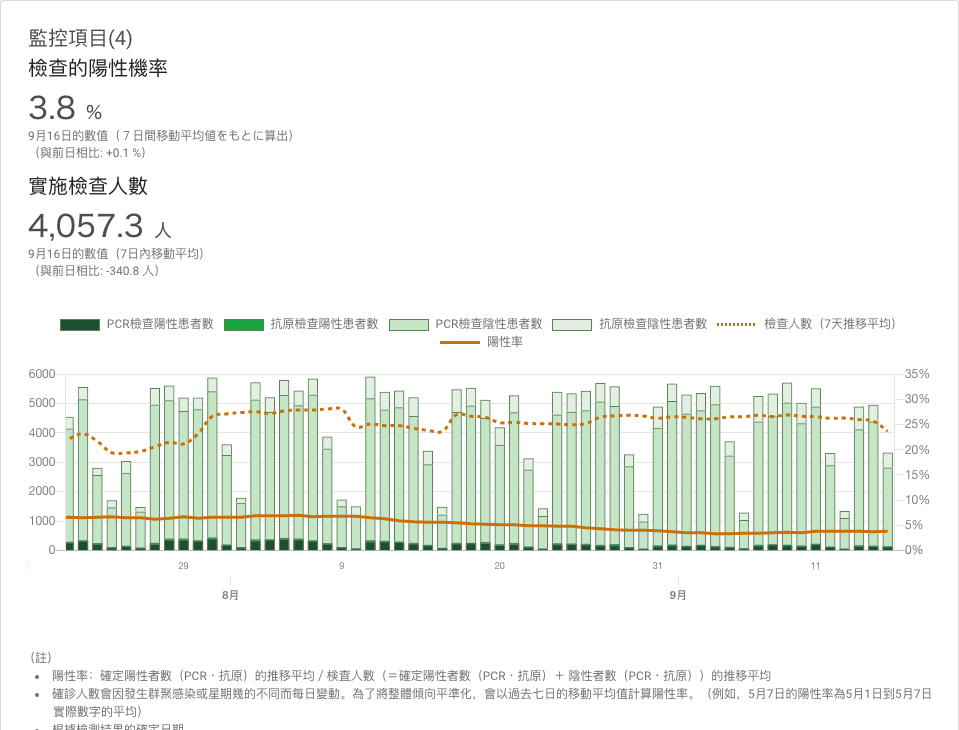 監控項目(4)
檢查的陽性機率
3.8 %
9月16日的數值（７日間移動平均値をもとに算出）
（與前日相比: +0.1 %）
實施檢查人數
4,057.3 人
9月16日的數值（7日內移動平均）
（與前日相比: -340.8 人）
PCR檢查陽性患者數 抗原檢查陽性患者數 PCR檢查陰性患者數 抗原檢查陰性患者數 檢查人數（7天推移平均）
陽性率
6000 35%
5000 30%
4000 25%
3000 20%
2000 15%
1000 10%
0 5%
0%
29 9 20 31 11
8月 9月
（註）
陽性率：確定陽性者數（PCR・抗原）的推移平均 / 検査人數（＝確定陽性者數（PCR・抗原）＋ 陰性者數（PCR・抗原））的推移平均
確診人數會因發生群聚感染或星期幾的不同而每日變動。為了將整體傾向平準化，會以過去七日的移動平均值計算陽性率。（例如，5月7日的陽性率為5月1日到5月7日
實際數字的平均）
根據檢測結果的確定日期